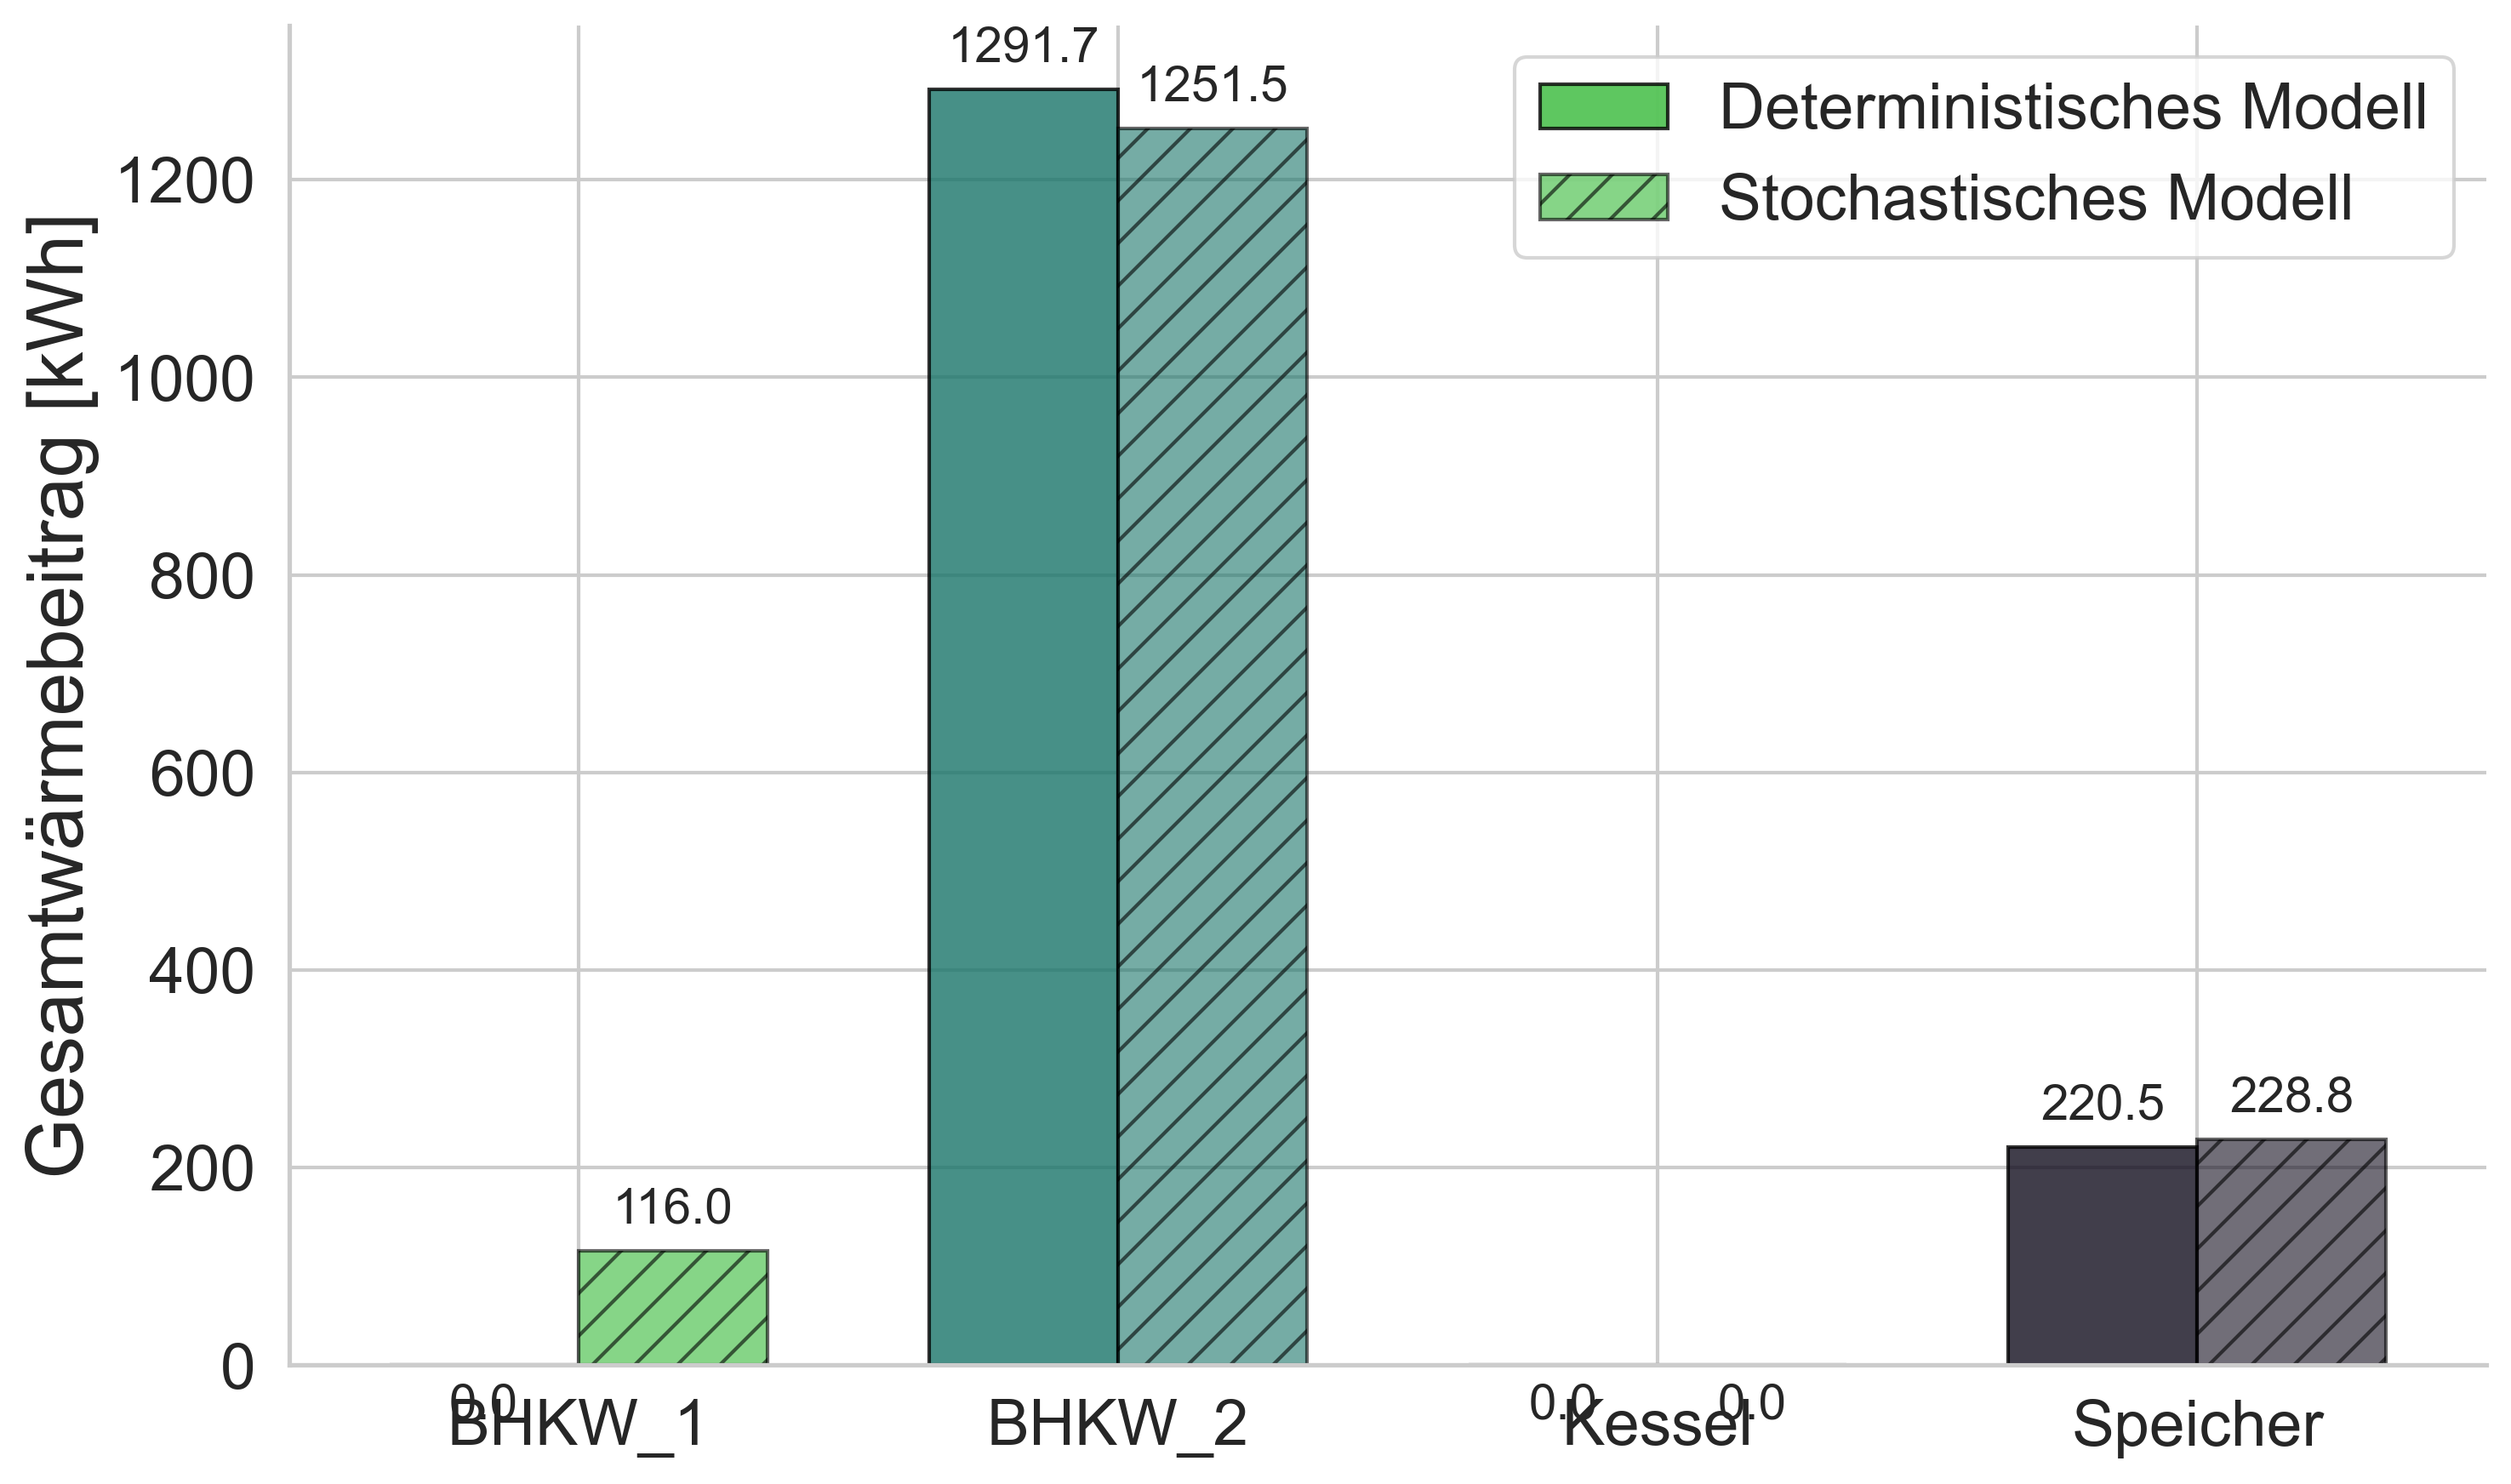 Gesamtwärmebeitrag [kWh]
1200
1000
800
600
400
200
0
1291.7
1251.5
116.0
220.5
228.8
0.0
0.0
0.0
BHKW_1
BHKW_2
Kessel
Speicher
Deterministisches Modell
Stochastisches Modell